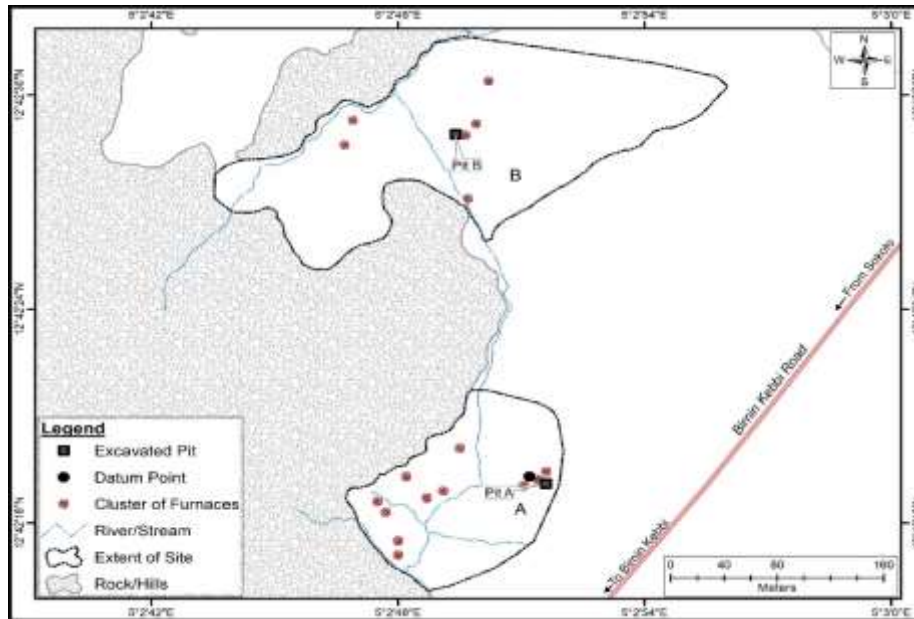 5°2'42"E 5°2'48"E 5°2'54"E 5°3'0"E
N
W E
S
Pit B
B
From Sokoto
Birnin Kebbi Road
Legend
Excavated Pit
Datum Point
Cluster of Furnaces
River/Stream
Extent of Site
Rock/Hills
Pit A
A
To Birnin Kebbi
0 40 80 160
Meters
5°2'42"E 5°2'48"E 5°2'54"E 5°3'0"E